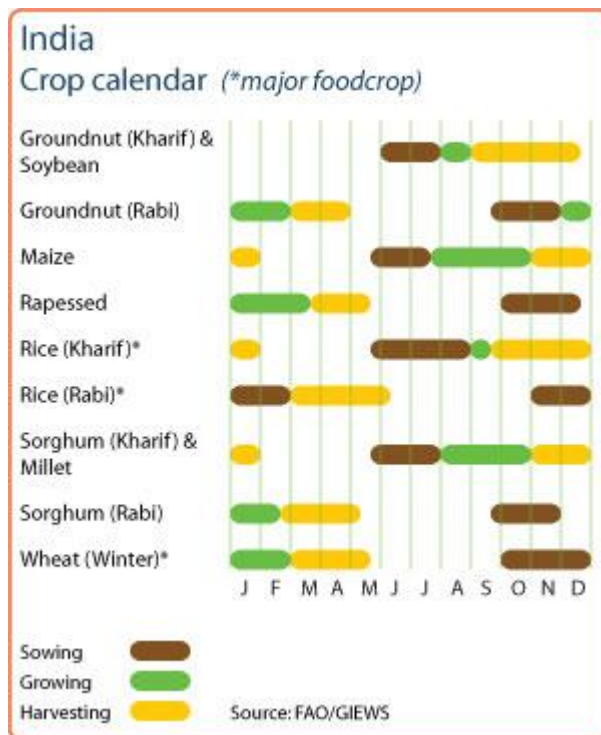 India
Crop calendar (*major foodcrop)
Groundnut (Kharif) &
Soybean
Groundnut (Rabi)
Maize
Rapessed
Rice (Kharif)*
Rice (Rabi)*
Sorghum (Kharif) &
Millet
Sorghum (Rabi)
Wheat (Winter)*
J F M A M J J A S O N D
Sowing
Growing
Harvesting Source: FAO/GIEWS